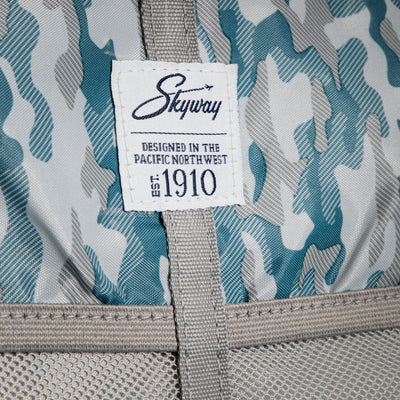 Skyway
DESIGNED IN THE
PACIFIC NORTHWEST
EST. 1910